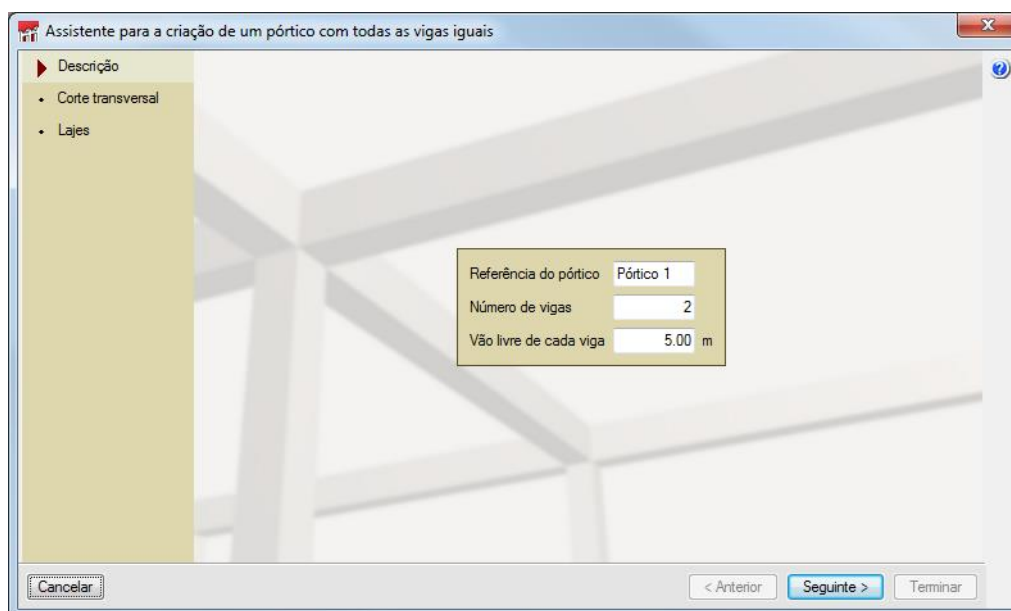 Assistente para a criação de um pórtico com todas as vigas iguais
Descrição
Corte transversal
Lajes
Referência do pórtico Pórtico 1
Número de vigas 2
Vão livre de cada viga 5.00 m
Cancelar < Anterior Seguinte > Terminar